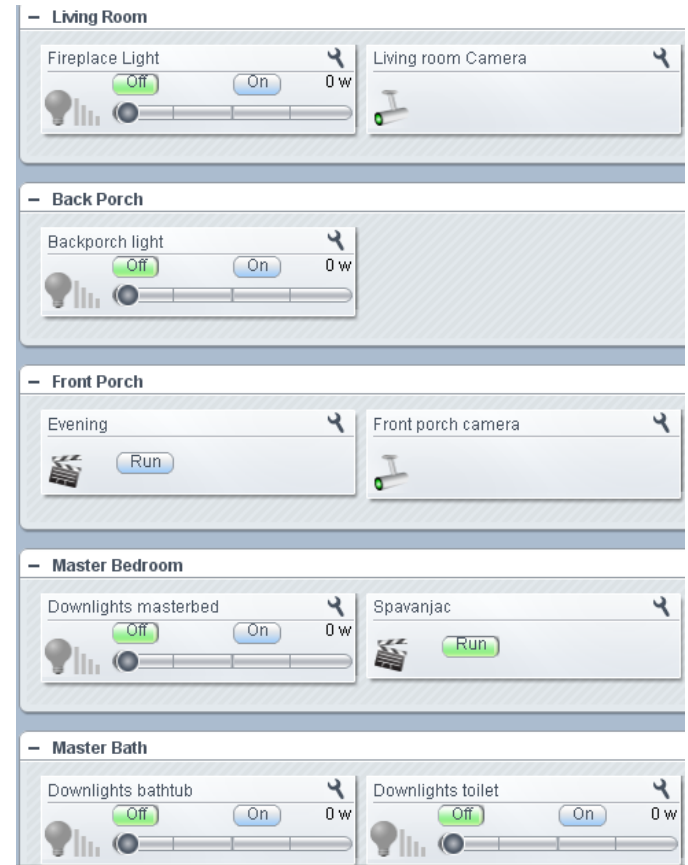 – Living Room
Fireplace Light
Off On 0 w
Living room Camera
– Back Porch
Backporch light
Off On 0 w
– Front Porch
Evening
Run
Front porch camera
– Master Bedroom
Downlights masterbed
Off On 0 w
Spavanjac
Run
– Master Bath
Downlights bathtub
Off On 0 w
Downlights toilet
Off On 0 w